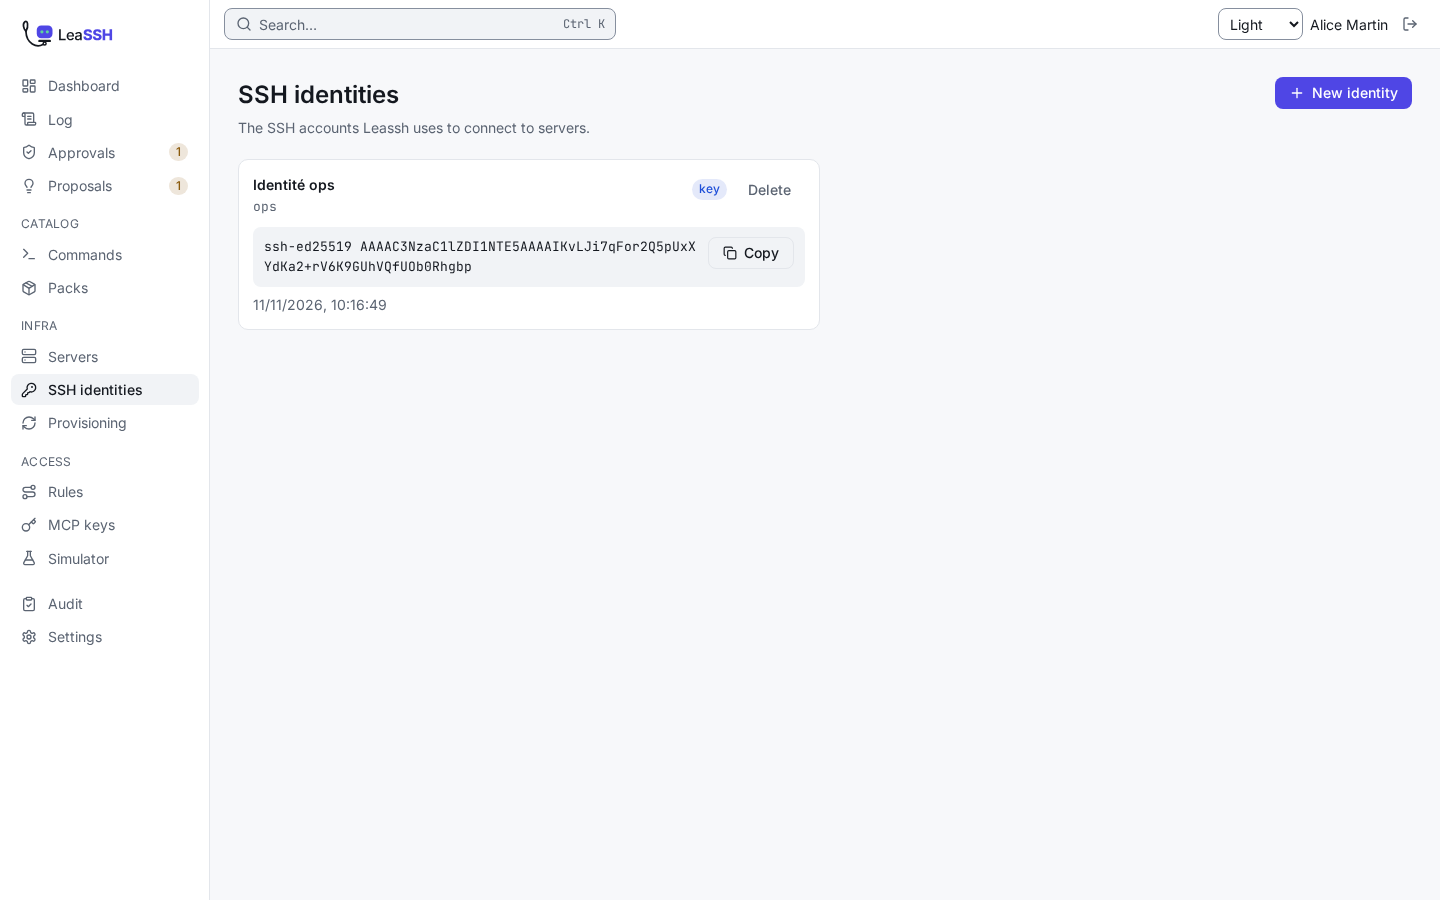 LeaSSH
Search...
Ctrl K
Light
Alice Martin
Dashboard
Log
Approvals 1
Proposals 1
CATALOG
Commands
Packs
INFRA
Servers
SSH identities
Provisioning
ACCESS
Rules
MCP keys
Simulator
Audit
Settings
SSH identities
New identity
The SSH accounts Leassh uses to connect to servers.
Identité ops
key
Delete
ops
ssh-ed25519 AAAAC3NzaC1lZDI1NTE5AAAAIKvLJi7qFor2Q5pUxX
YdKa2+rV6K9GUhVQfUOb0Rhgbp
Copy
11/11/2026, 10:16:49